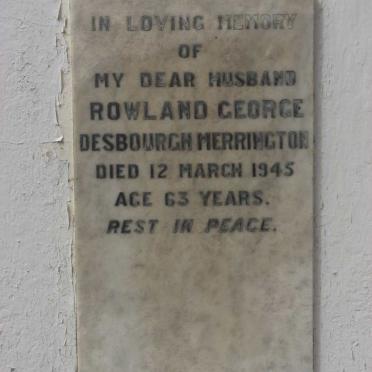 IN LOVING MEMORY
OF
MY DEAR HUSBAND
ROWLAND GEORGE
DESBOURGH MERRINGTON
DIED 12 MARCH 1945
AGE 63 YEARS.
REST IN PEACE.